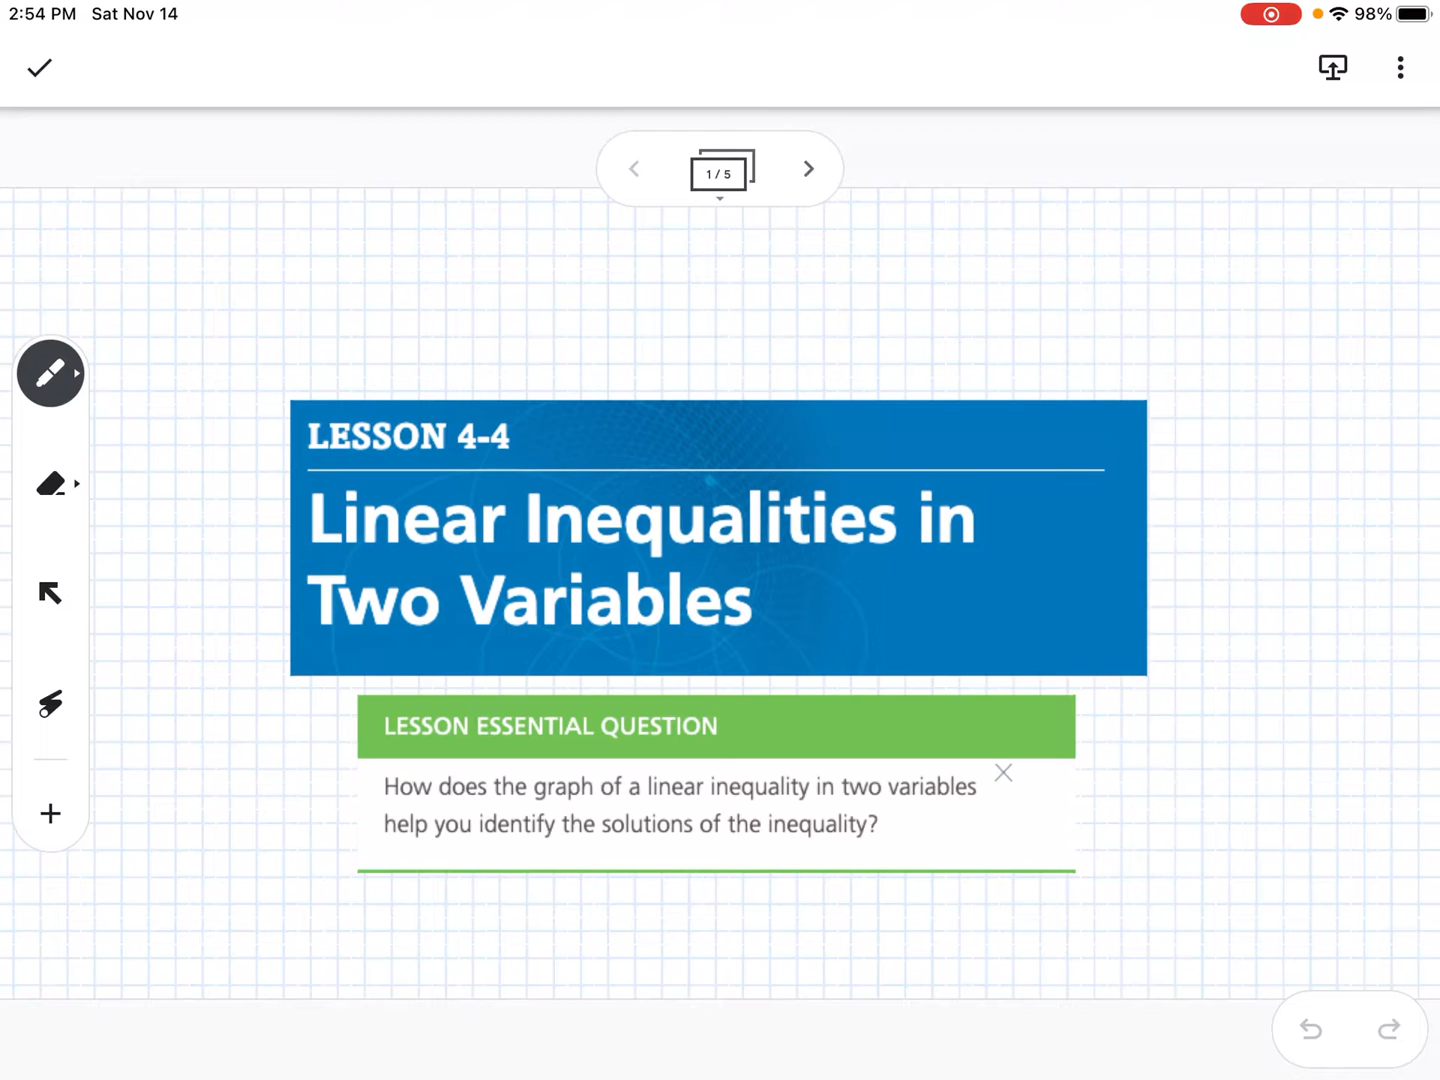 2:54 PM Sat Nov 14
98%
1 / 5
LESSON 4-4
Linear Inequalities in
Two Variables
LESSON ESSENTIAL QUESTION
How does the graph of a linear inequality in two variables
help you identify the solutions of the inequality?